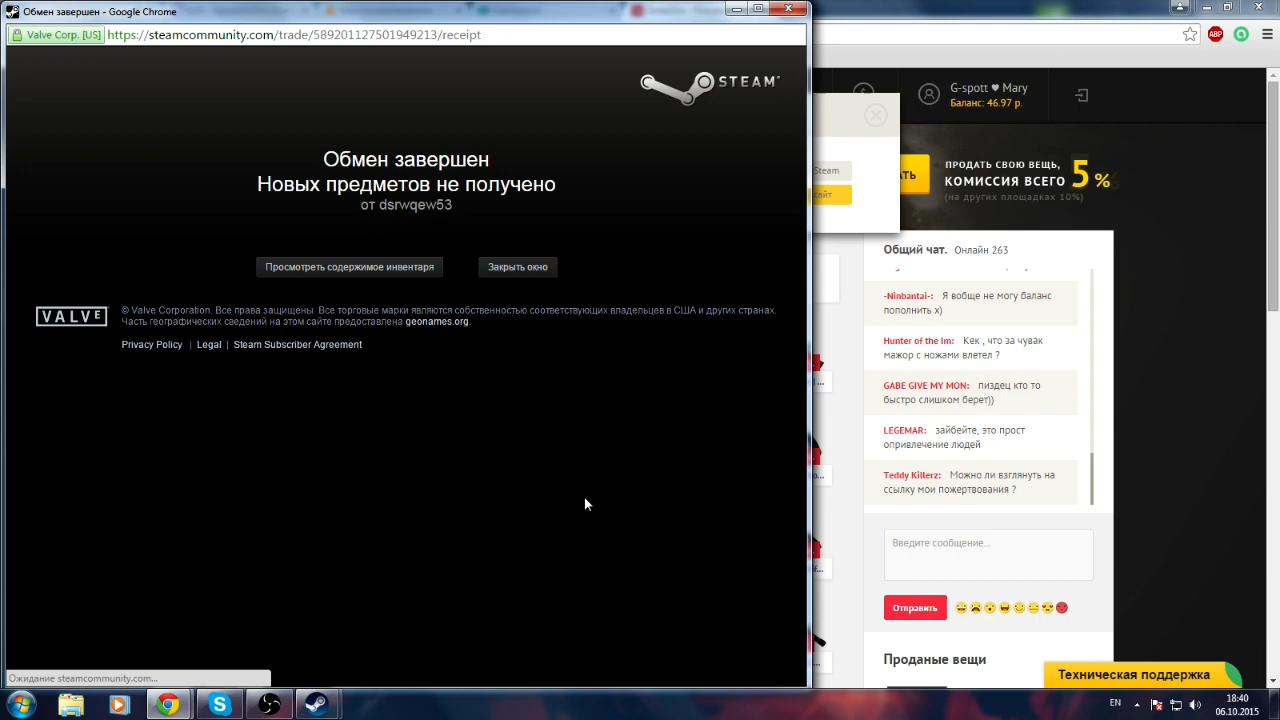 Обмен завершен - Google Chrome
Valve Corp. [US] https://steamcommunity.com/trade/589201127501949213/receipt
STEAM
Обмен завершен
Новых предметов не получено
от dsrwqew53
Просмотреть содержимое инвентаря
Закрыть окно
VALVE
© Valve Corporation. Все права защищены. Все торговые марки являются собственностью соответствующих владельцев в США и других странах.
Часть географических сведений на этом сайте предоставлена geonames.org.
Privacy Policy | Legal | Steam Subscriber Agreement
Ожидание steamcommunity.com...
ABP
G-spott ♥ Mary
Баланс: 46.97 р.
Steam
сайт
АТЬ
ПРОДАТЬ СВОЮ ВЕЩЬ,
КОМИССИЯ ВСЕГО 5 %
(на других площадках 10%)
Общий чат. Онлайн 263
-Ninbantai-: Я вобще не могу баланс
пополнить x)
Hunter of the Im: Кек , что за чувак
мажор с ножами влетел ?
GABE GIVE MY MON: пиздец кто то
быстро слишком берет))
LEGEMAR: зайбейте, это прост
опривлечение людей
Teddy Killerz: Можно ли взглянуть на
ссылку мои пожертвования ?
Введите сообщение...
Отправить
Проданые вещи
Техническая поддержка
EN
18:40
06.10.2015